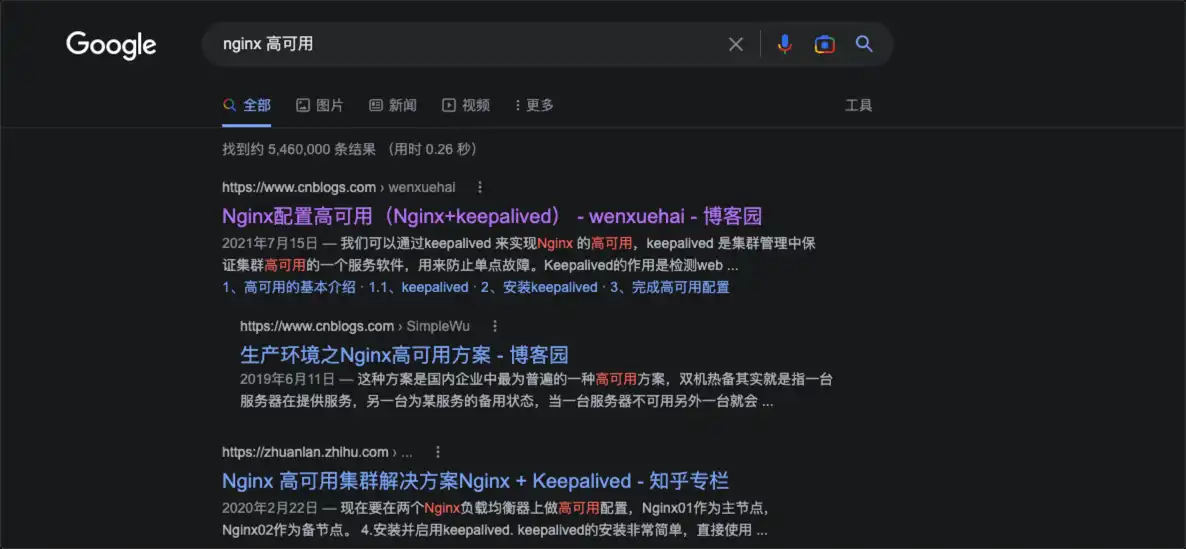 Google
nginx 高可用
全部 图片 新闻 视频 更多 工具
找到约 5,460,000 条结果 （用时 0.26 秒）
https://www.cnblogs.com › wenxuehai
Nginx配置高可用（Nginx+keepalived） - wenxuehai - 博客园
2021年7月15日 — 我们可以通过keepalived 来实现Nginx 的高可用，keepalived 是集群管理中保
证集群高可用的一个服务软件，用来防止单点故障。Keepalived的作用是检测web ...
1、高可用的基本介绍 · 1.1、keepalived · 2、安装keepalived · 3、完成高可用配置
https://www.cnblogs.com › SimpleWu
生产环境之Nginx高可用方案 - 博客园
2019年6月11日 — 这种方案是国内企业中最为普遍的一种高可用方案，双机热备其实就是指一台
服务器在提供服务，另一台为某服务的备用状态，当一台服务器不可用另外一台就会 ...
https://zhuanlan.zhihu.com › ...
Nginx 高可用集群解决方案Nginx + Keepalived - 知乎专栏
2020年2月22日 — 现在要在两个Nginx负载均衡器上做高可用配置，Nginx01作为主节点，
Nginx02作为备节点。 4.安装并启用keepalived. keepalived的安装非常简单，直接使用 ...